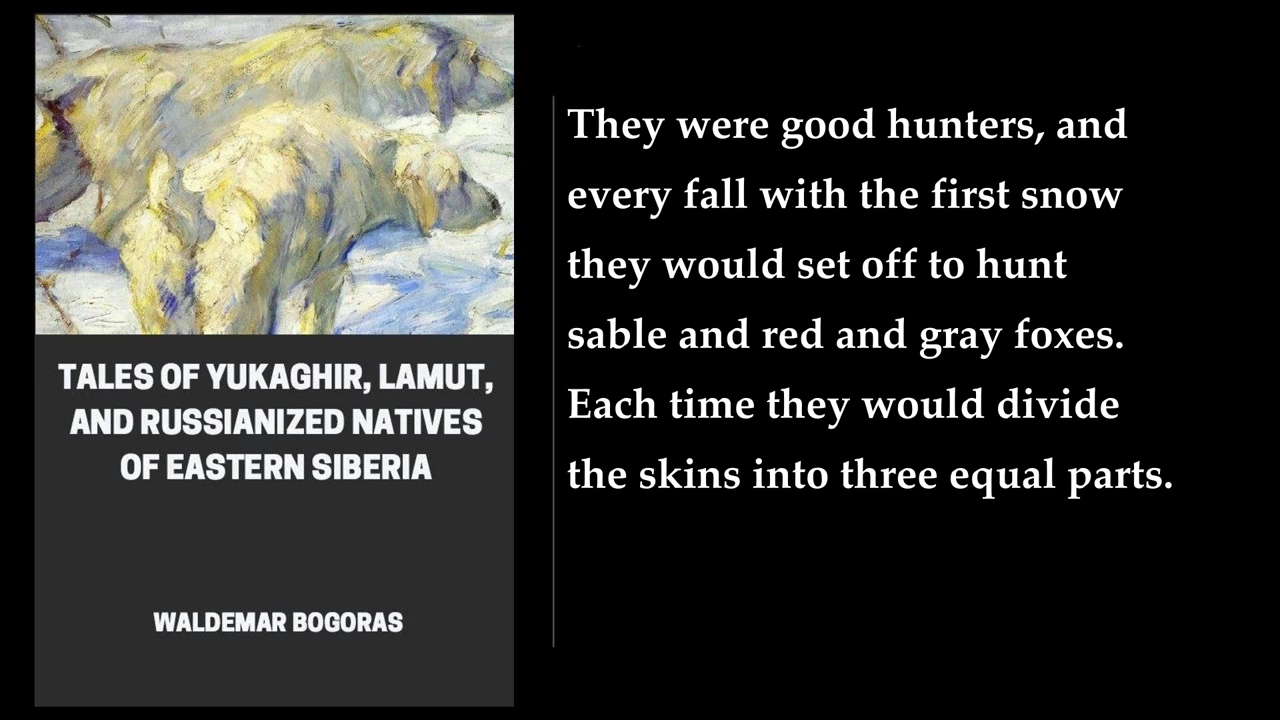 TALES OF YUKAGHIR, LAMUT,
AND RUSSIANIZED NATIVES
OF EASTERN SIBERIA
WALDEMAR BOGORAS
They were good hunters, and
every fall with the first snow
they would set off to hunt
sable and red and gray foxes.
Each time they would divide
the skins into three equal parts.